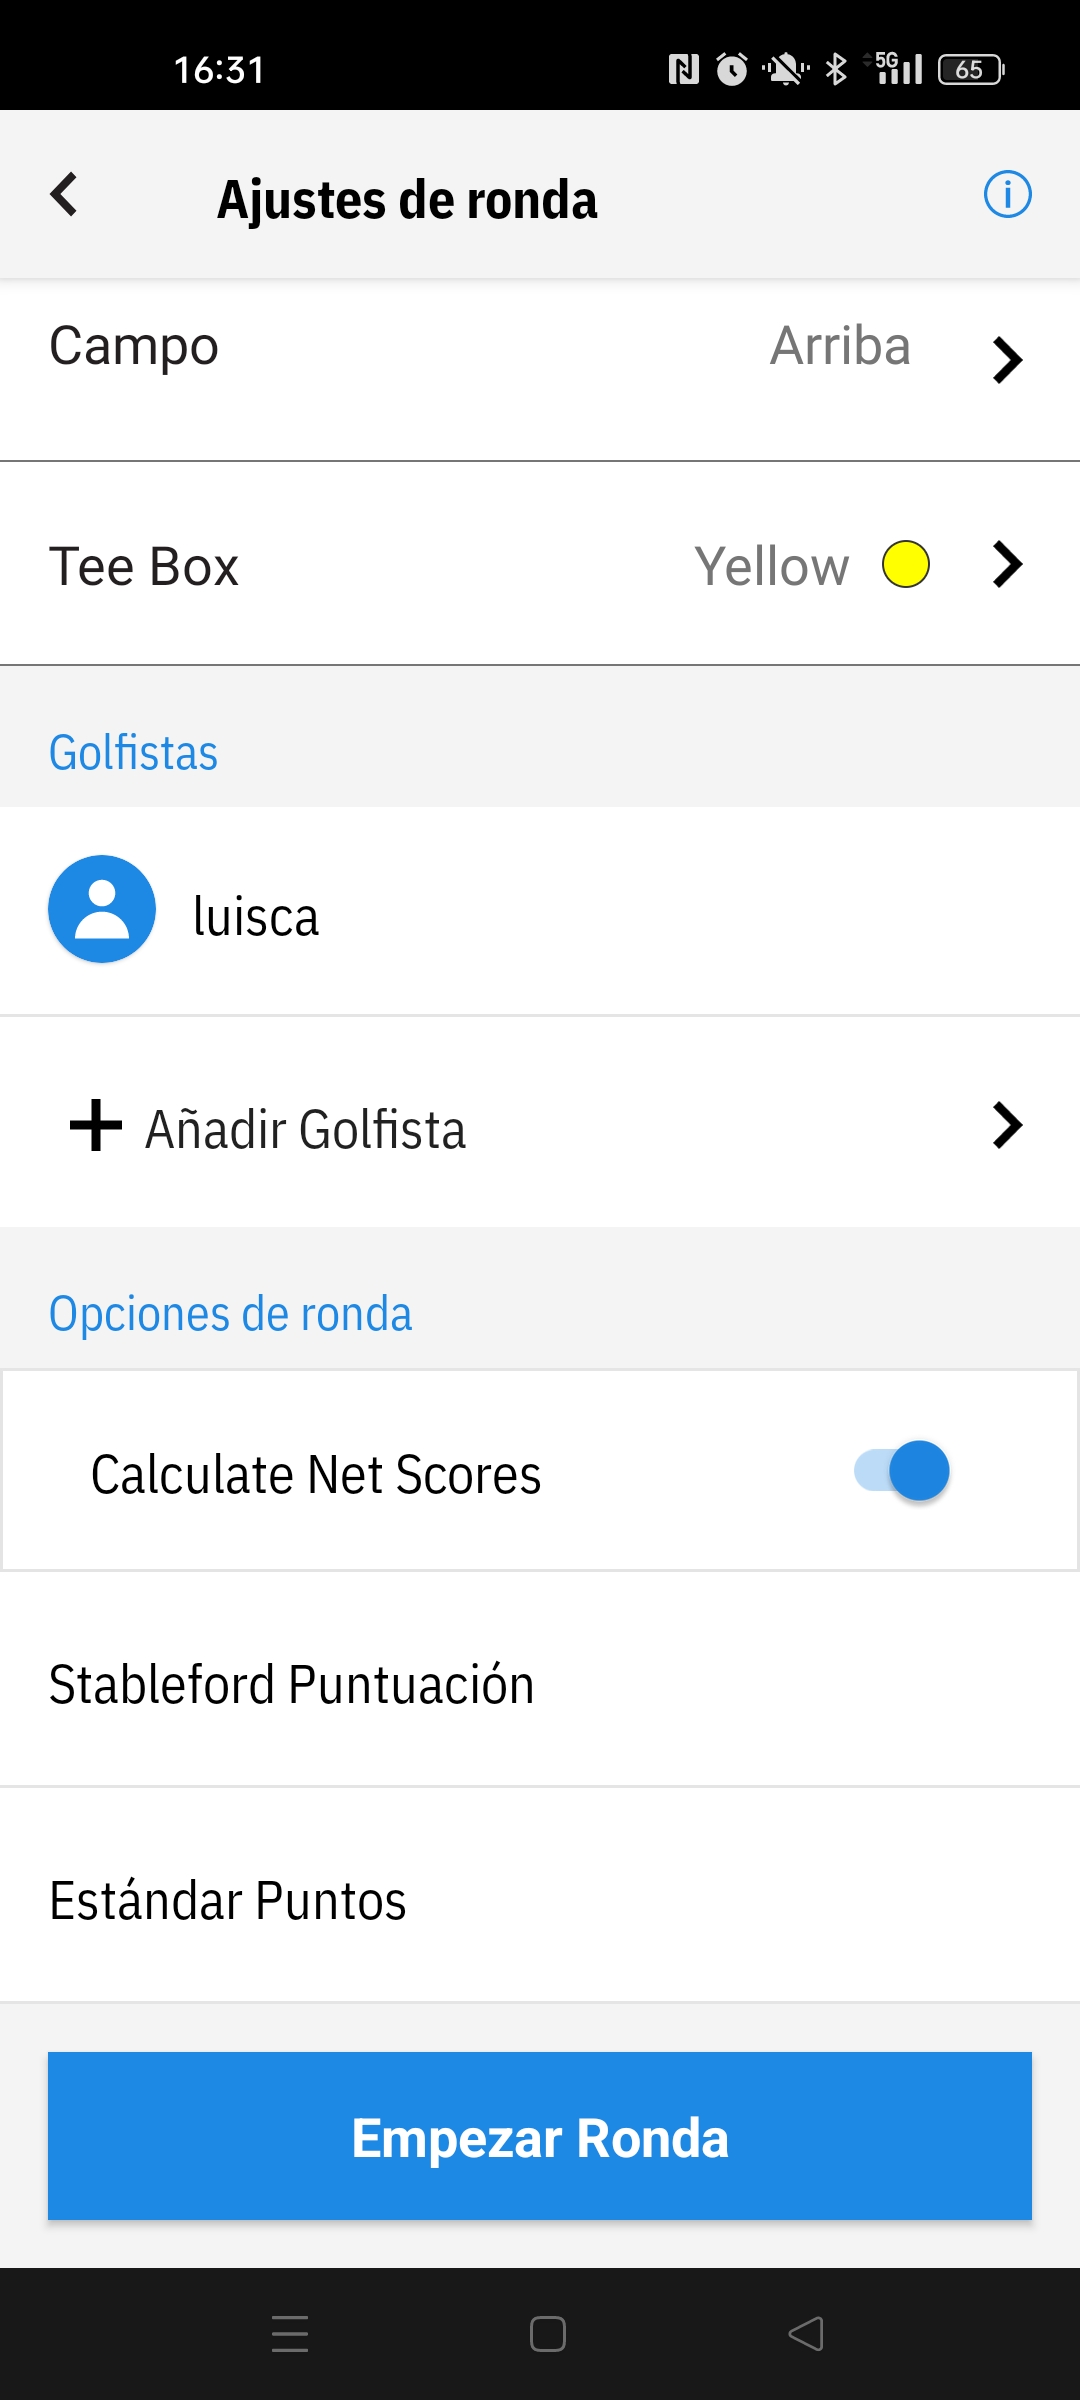 16:31
5G
65
Ajustes de ronda
Campo Arriba
Tee Box Yellow
Golfistas
luisca
Añadir Golfista
Opciones de ronda
Calculate Net Scores
Stableford Puntuación
Estándar Puntos
Empezar Ronda